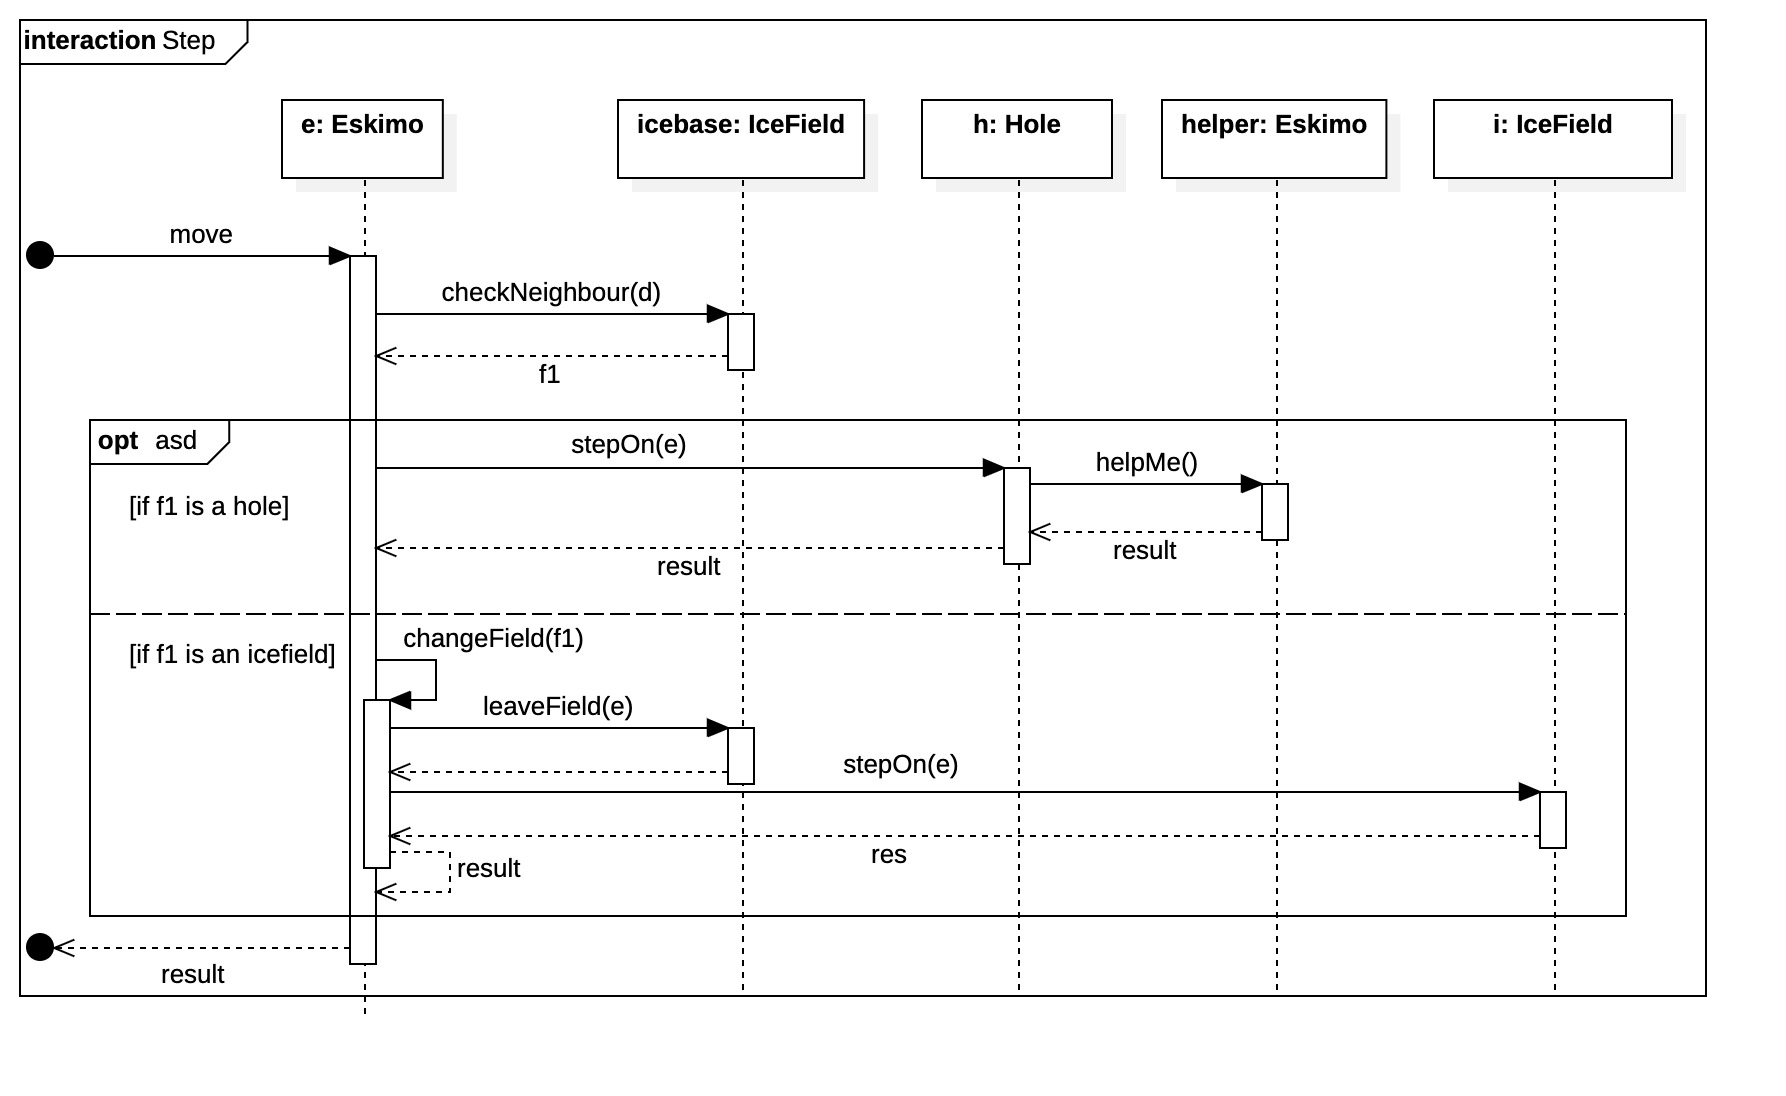 interaction Step
e: Eskimo
icebase: IceField
h: Hole
helper: Eskimo
i: IceField
move
checkNeighbour(d)
f1
opt asd
stepOn(e)
helpMe()
[if f1 is a hole]
result
result
changeField(f1)
[if f1 is an icefield]
leaveField(e)
stepOn(e)
res
result
result